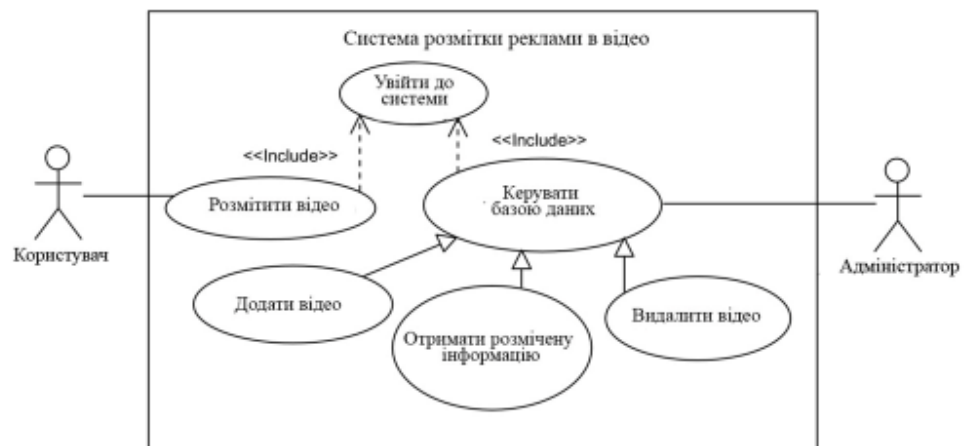 Система розмітки реклами в відео
Увійти до
системи
<<Include>>
<<Include>>
Розмітити відео
Керувати
базою даних
Користувач
Адміністратор
Додати відео
Отримати розмічену
інформацію
Видалити відео